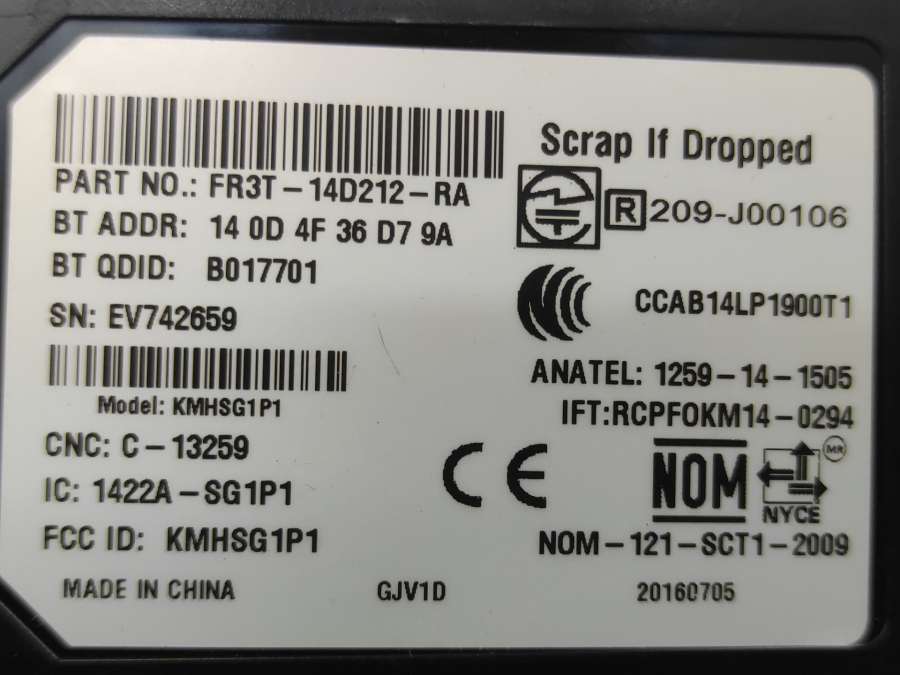 PART NO.: FR3T-14D212-RA
BT ADDR: 14 0D 4F 36 D7 9A
BT QDID: B017701
SN: EV742659
Model: KMHSG1P1
CNC: C-13259
IC: 1422A-SG1P1
FCC ID: KMHSG1P1
MADE IN CHINA
GJV1D
Scrap If Dropped
R 209-J00106
CCAB14LP1900T1
ANATEL: 1259-14-1505
IFT:RCPFOKM14-0294
CE
NOM
MR
NYCE
NOM-121-SCT1-2009
20160705